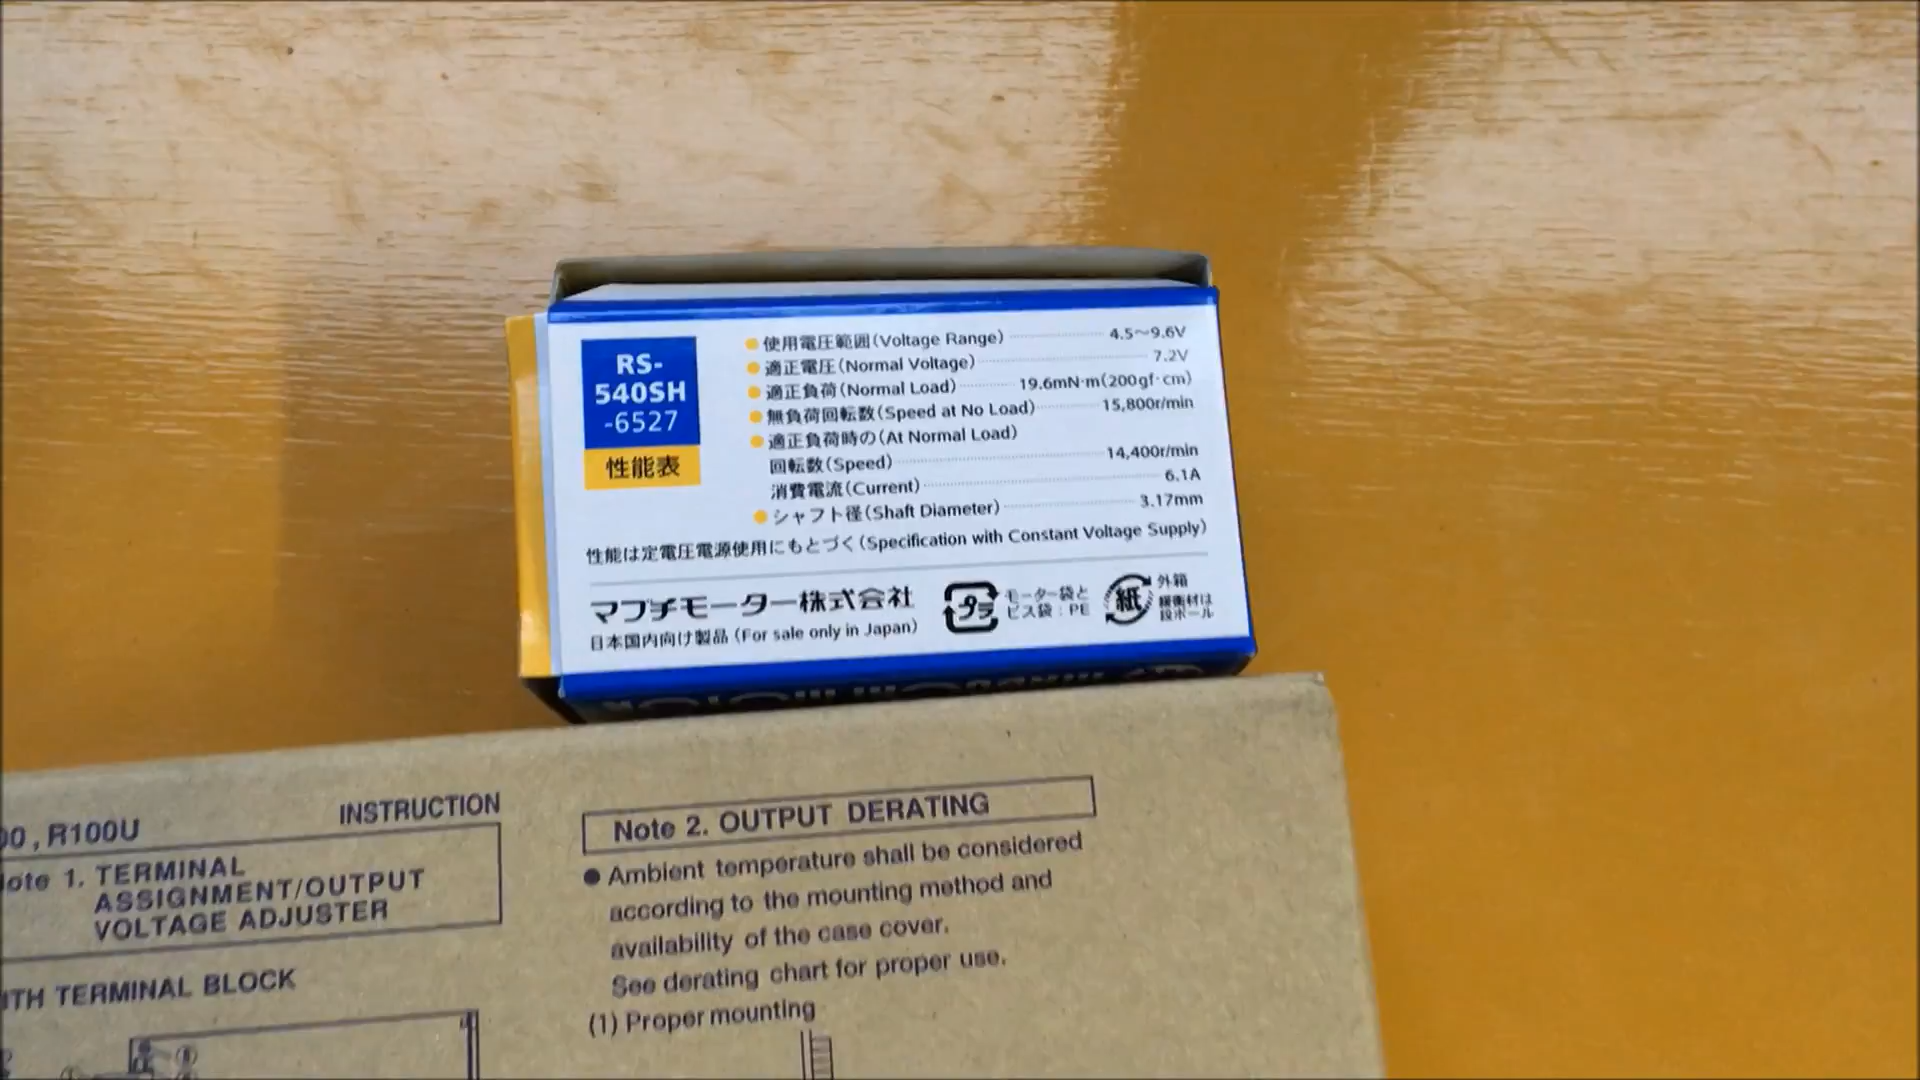 RS-
540SH
-6527
性能表
使用電圧範囲(Voltage Range) 4.5〜9.6V
適正電圧(Normal Voltage) 7.2V
適正負荷(Normal Load) 19.6mN·m(200gf·cm)
無負荷回転数(Speed at No Load) 15,800r/min
適正負荷時の(At Normal Load)
回転数(Speed) 14,400r/min
消費電流(Current) 6.1A
シャフト径(Shaft Diameter) 3.17mm
性能は定電圧電源使用にもとづく(Specification with Constant Voltage Supply)
マブチモーター株式会社
日本国内向け製品(For sale only in Japan)
プラ
モーター袋と
ビス袋：PE
紙
外箱
緩衝材は
段ボール
00, R100U INSTRUCTION
Note 1. TERMINAL
ASSIGNMENT/OUTPUT
VOLTAGE ADJUSTER
ITH TERMINAL BLOCK
Note 2. OUTPUT DERATING
● Ambient temperature shall be considered
according to the mounting method and
availability of the case cover.
See derating chart for proper use.
(1) Proper mounting